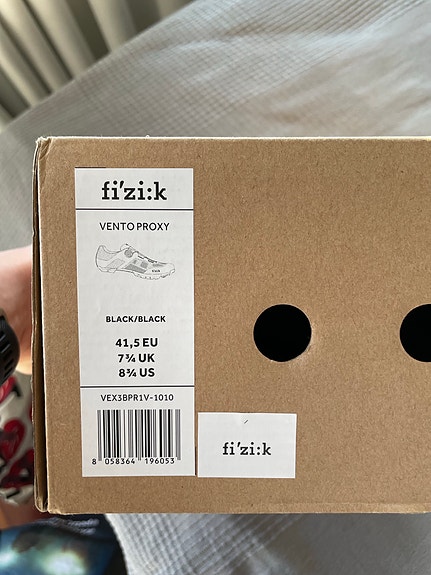 fi'zi:k
VENTO PROXY
BLACK/BLACK
41,5 EU
7¾ UK
8¾ US
VEX3BPR1V-1010
8 058364 196053
fi'zi:k